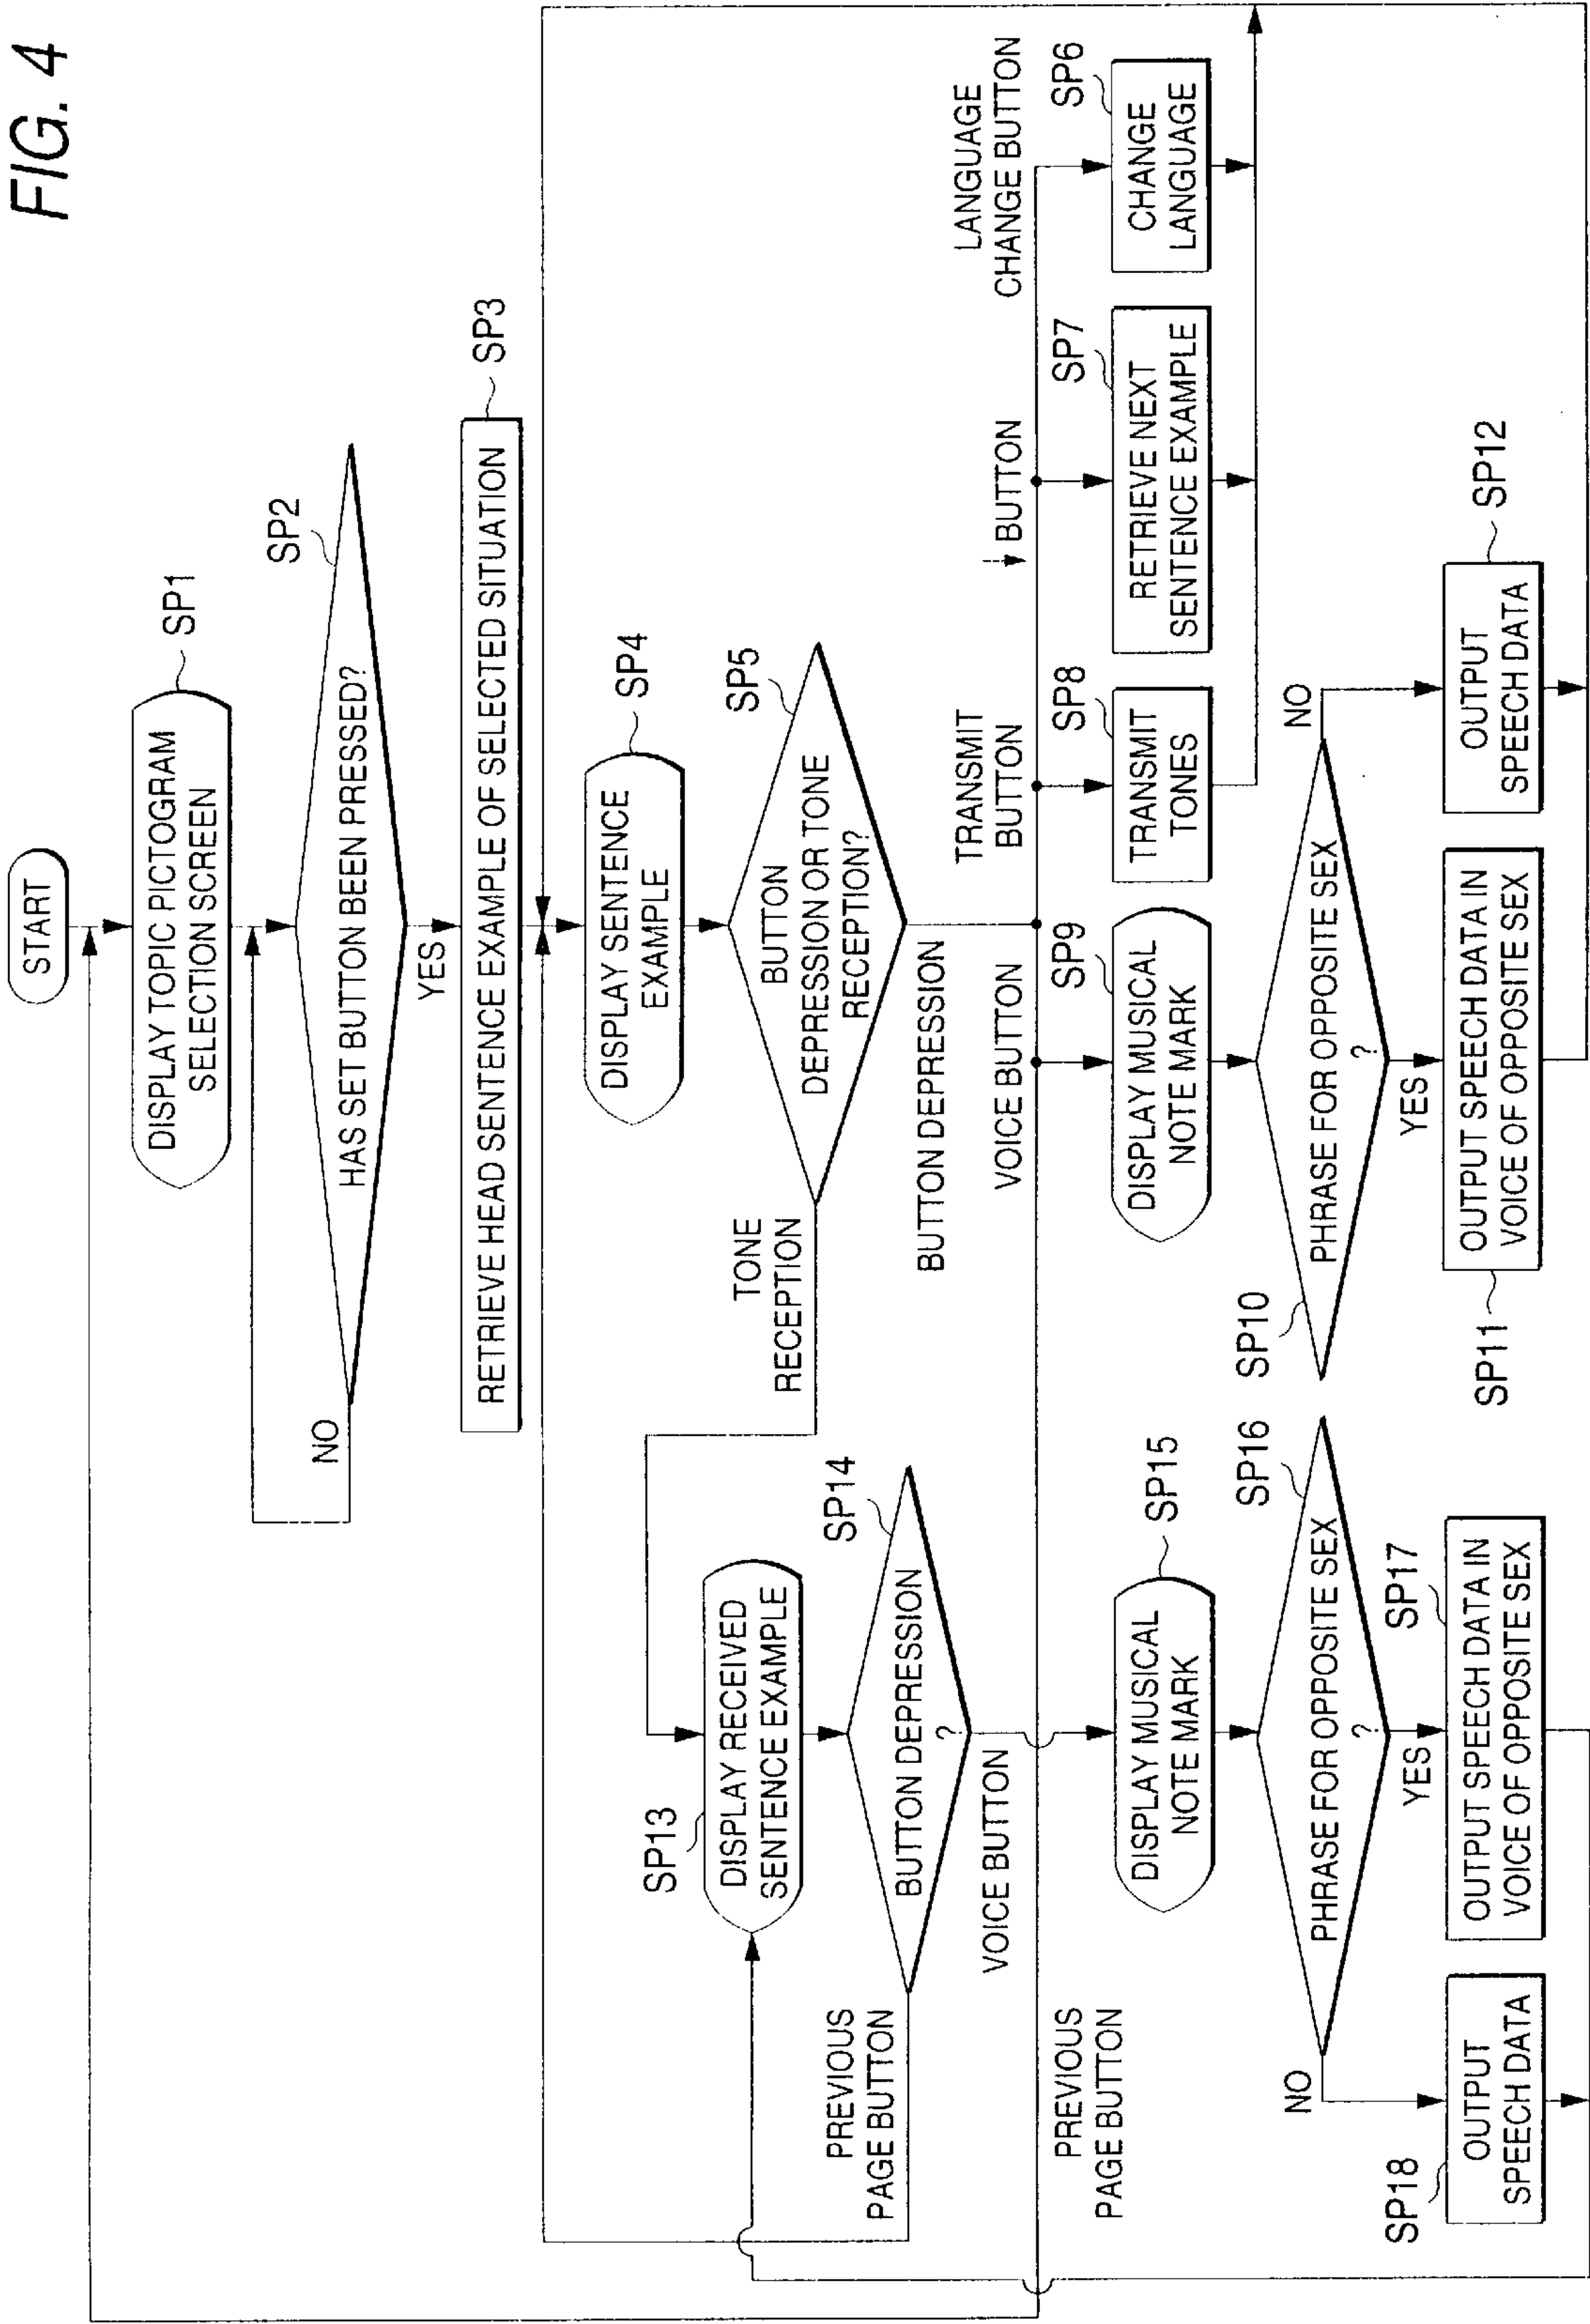 FIG. 4
START
DISPLAY TOPIC PICTOGRAM
SELECTION SCREEN
SP1
HAS SET BUTTON BEEN PRESSED?
SP2
NO
YES
RETRIEVE HEAD SENTENCE EXAMPLE OF SELECTED SITUATION
SP3
DISPLAY SENTENCE
EXAMPLE
SP4
BUTTON
DEPRESSION OR TONE
RECEPTION?
SP5
TONE
RECEPTION
BUTTON DEPRESSION
SP13
DISPLAY RECEIVED
SENTENCE EXAMPLE
SP14
BUTTON DEPRESSION
?
PREVIOUS
PAGE BUTTON
VOICE BUTTON
PREVIOUS
PAGE BUTTON
VOICE BUTTON
TRANSMIT
BUTTON
↓ BUTTON
LANGUAGE
CHANGE BUTTON
DISPLAY MUSICAL
NOTE MARK
SP15
DISPLAY MUSICAL
NOTE MARK
SP9
TRANSMIT
TONES
SP8
RETRIEVE NEXT
SENTENCE EXAMPLE
SP7
CHANGE
LANGUAGE
SP6
PHRASE FOR OPPOSITE SEX
?
SP16
NO
YES
SP10
PHRASE FOR OPPOSITE SEX
?
NO
YES
SP18
OUTPUT
SPEECH DATA
OUTPUT SPEECH DATA IN
VOICE OF OPPOSITE SEX
SP17
SP11
OUTPUT SPEECH DATA IN
VOICE OF OPPOSITE SEX
OUTPUT
SPEECH DATA
SP12